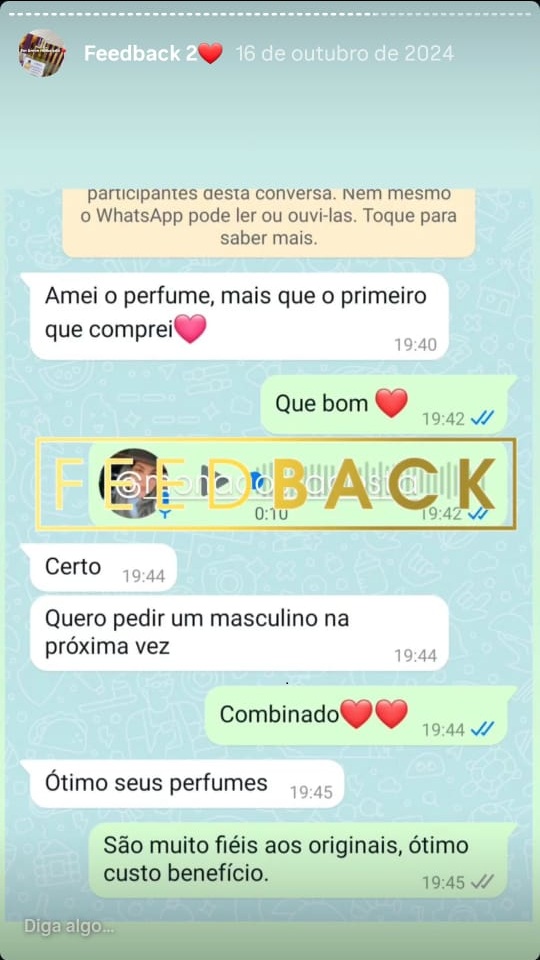 Feedback 2❤️ 16 de outubro de 2024
participantes desta conversa. Nem mesmo
o WhatsApp pode ler ou ouvi-las. Toque para
saber mais.
Amei o perfume, mais que o primeiro
que comprei💗
19:40
Que bom ❤️
19:42
FEEDBACK
0:10
19:42
Certo
19:44
Quero pedir um masculino na
próxima vez
19:44
Combinado❤️❤️
19:44
Ótimo seus perfumes
19:45
São muito fiéis aos originais, ótimo
custo benefício.
19:45
Diga algo...